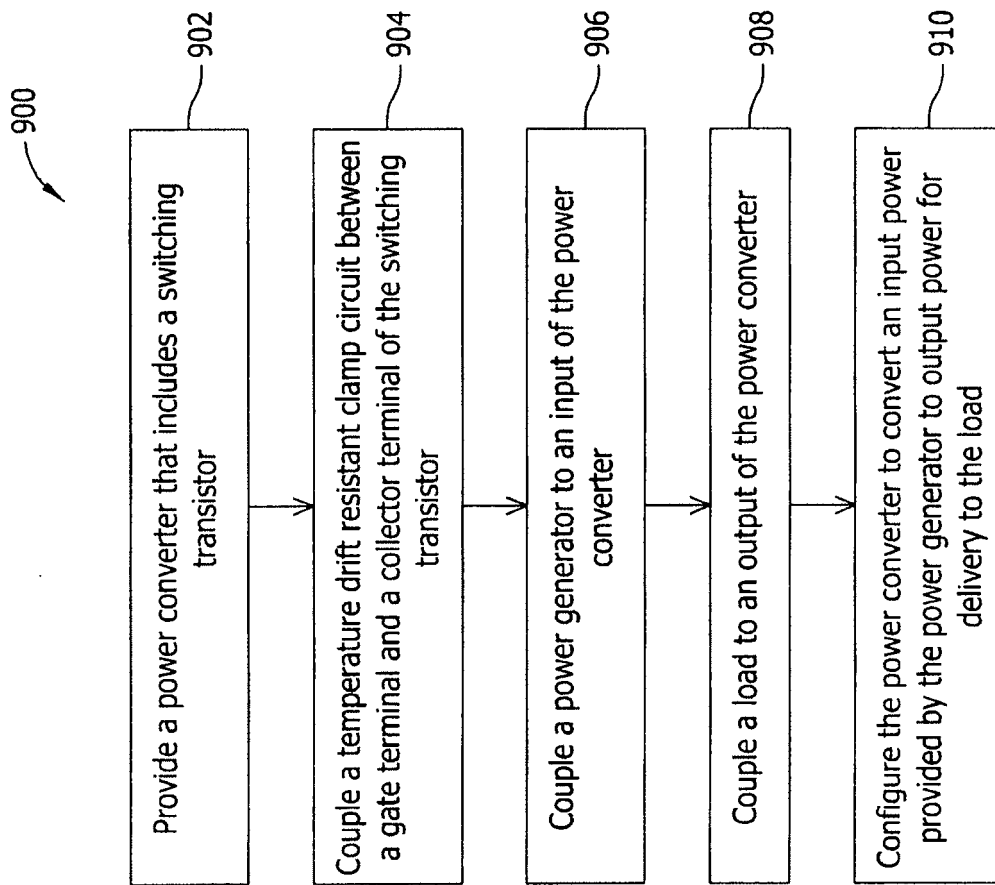 900
Provide a power converter that includes a switching
transistor
902
Couple a temperature drift resistant clamp circuit between
a gate terminal and a collector terminal of the switching
transistor
904
Couple a power generator to an input of the power
converter
906
Couple a load to an output of the power converter
908
Configure the power converter to convert an input power
provided by the power generator to output power for
delivery to the load
910